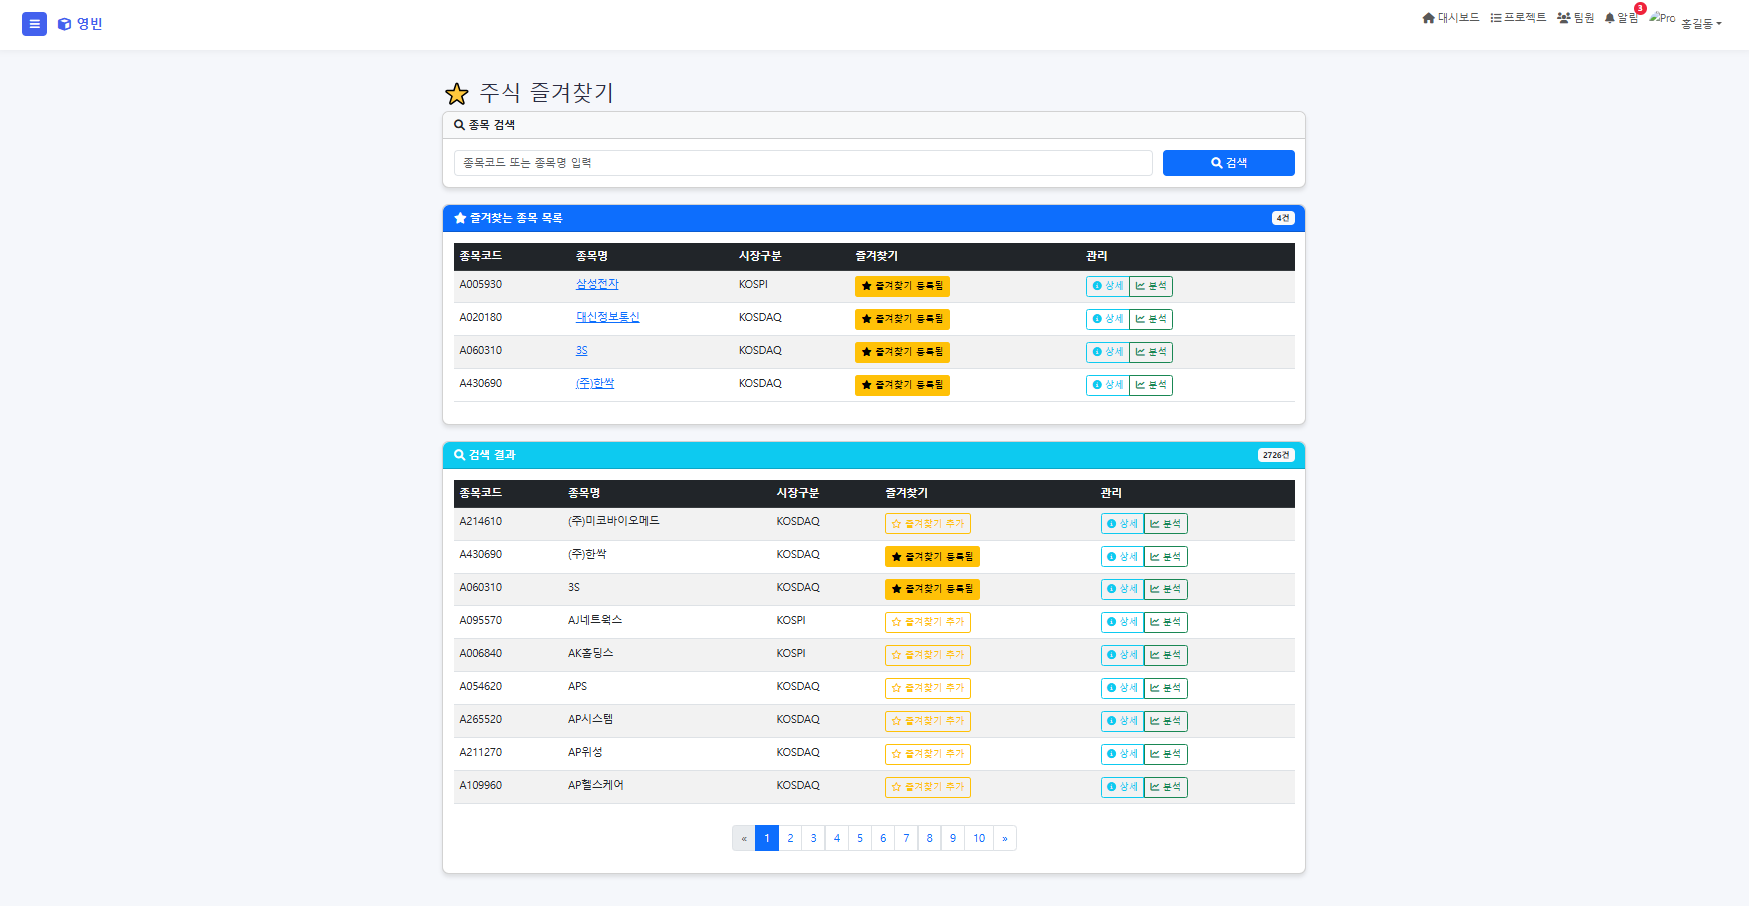 영빈
대시보드 프로젝트 팀원 알림 3 Pro 홍길동
주식 즐겨찾기
종목 검색
종목코드 또는 종목명 입력 검색
즐겨찾는 종목 목록 4건
종목코드 종목명 시장구분 즐겨찾기 관리
A005930 삼성전자 KOSPI 즐겨찾기 등록됨 상세 분석
A020180 대신정보통신 KOSDAQ 즐겨찾기 등록됨 상세 분석
A060310 3S KOSDAQ 즐겨찾기 등록됨 상세 분석
A430690 (주)한싹 KOSDAQ 즐겨찾기 등록됨 상세 분석
검색 결과 2726건
종목코드 종목명 시장구분 즐겨찾기 관리
A214610 (주)미코바이오메드 KOSDAQ 즐겨찾기 추가 상세 분석
A430690 (주)한싹 KOSDAQ 즐겨찾기 등록됨 상세 분석
A060310 3S KOSDAQ 즐겨찾기 등록됨 상세 분석
A095570 AJ네트웍스 KOSPI 즐겨찾기 추가 상세 분석
A006840 AK홀딩스 KOSPI 즐겨찾기 추가 상세 분석
A054620 APS KOSDAQ 즐겨찾기 추가 상세 분석
A265520 AP시스템 KOSDAQ 즐겨찾기 추가 상세 분석
A211270 AP위성 KOSDAQ 즐겨찾기 추가 상세 분석
A109960 AP헬스케어 KOSDAQ 즐겨찾기 추가 상세 분석
« 1 2 3 4 5 6 7 8 9 10 »